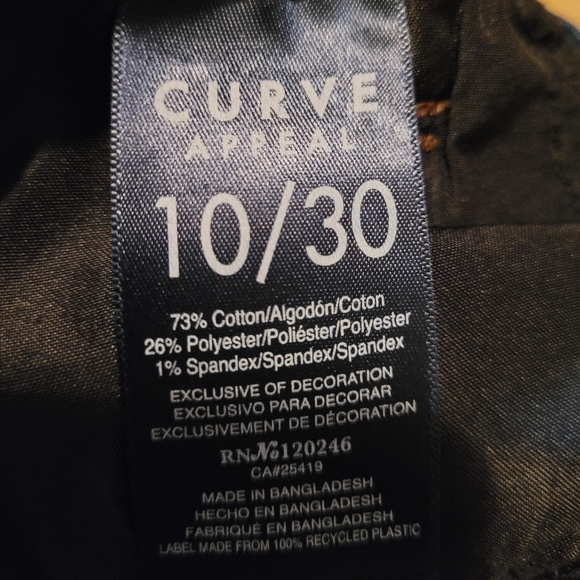 CURVE
APPEAL
10/30
73% Cotton/Algodón/Coton
26% Polyester/Poliéster/Polyester
1% Spandex/Spandex/Spandex
EXCLUSIVE OF DECORATION
EXCLUSIVO PARA DECORAR
EXCLUSIVEMENT DE DÉCORATION
RN№120246
CA#25419
MADE IN BANGLADESH
HECHO EN BANGLADESH
FABRIQUÉ EN BANGLADESH
LABEL MADE FROM 100% RECYCLED PLASTIC